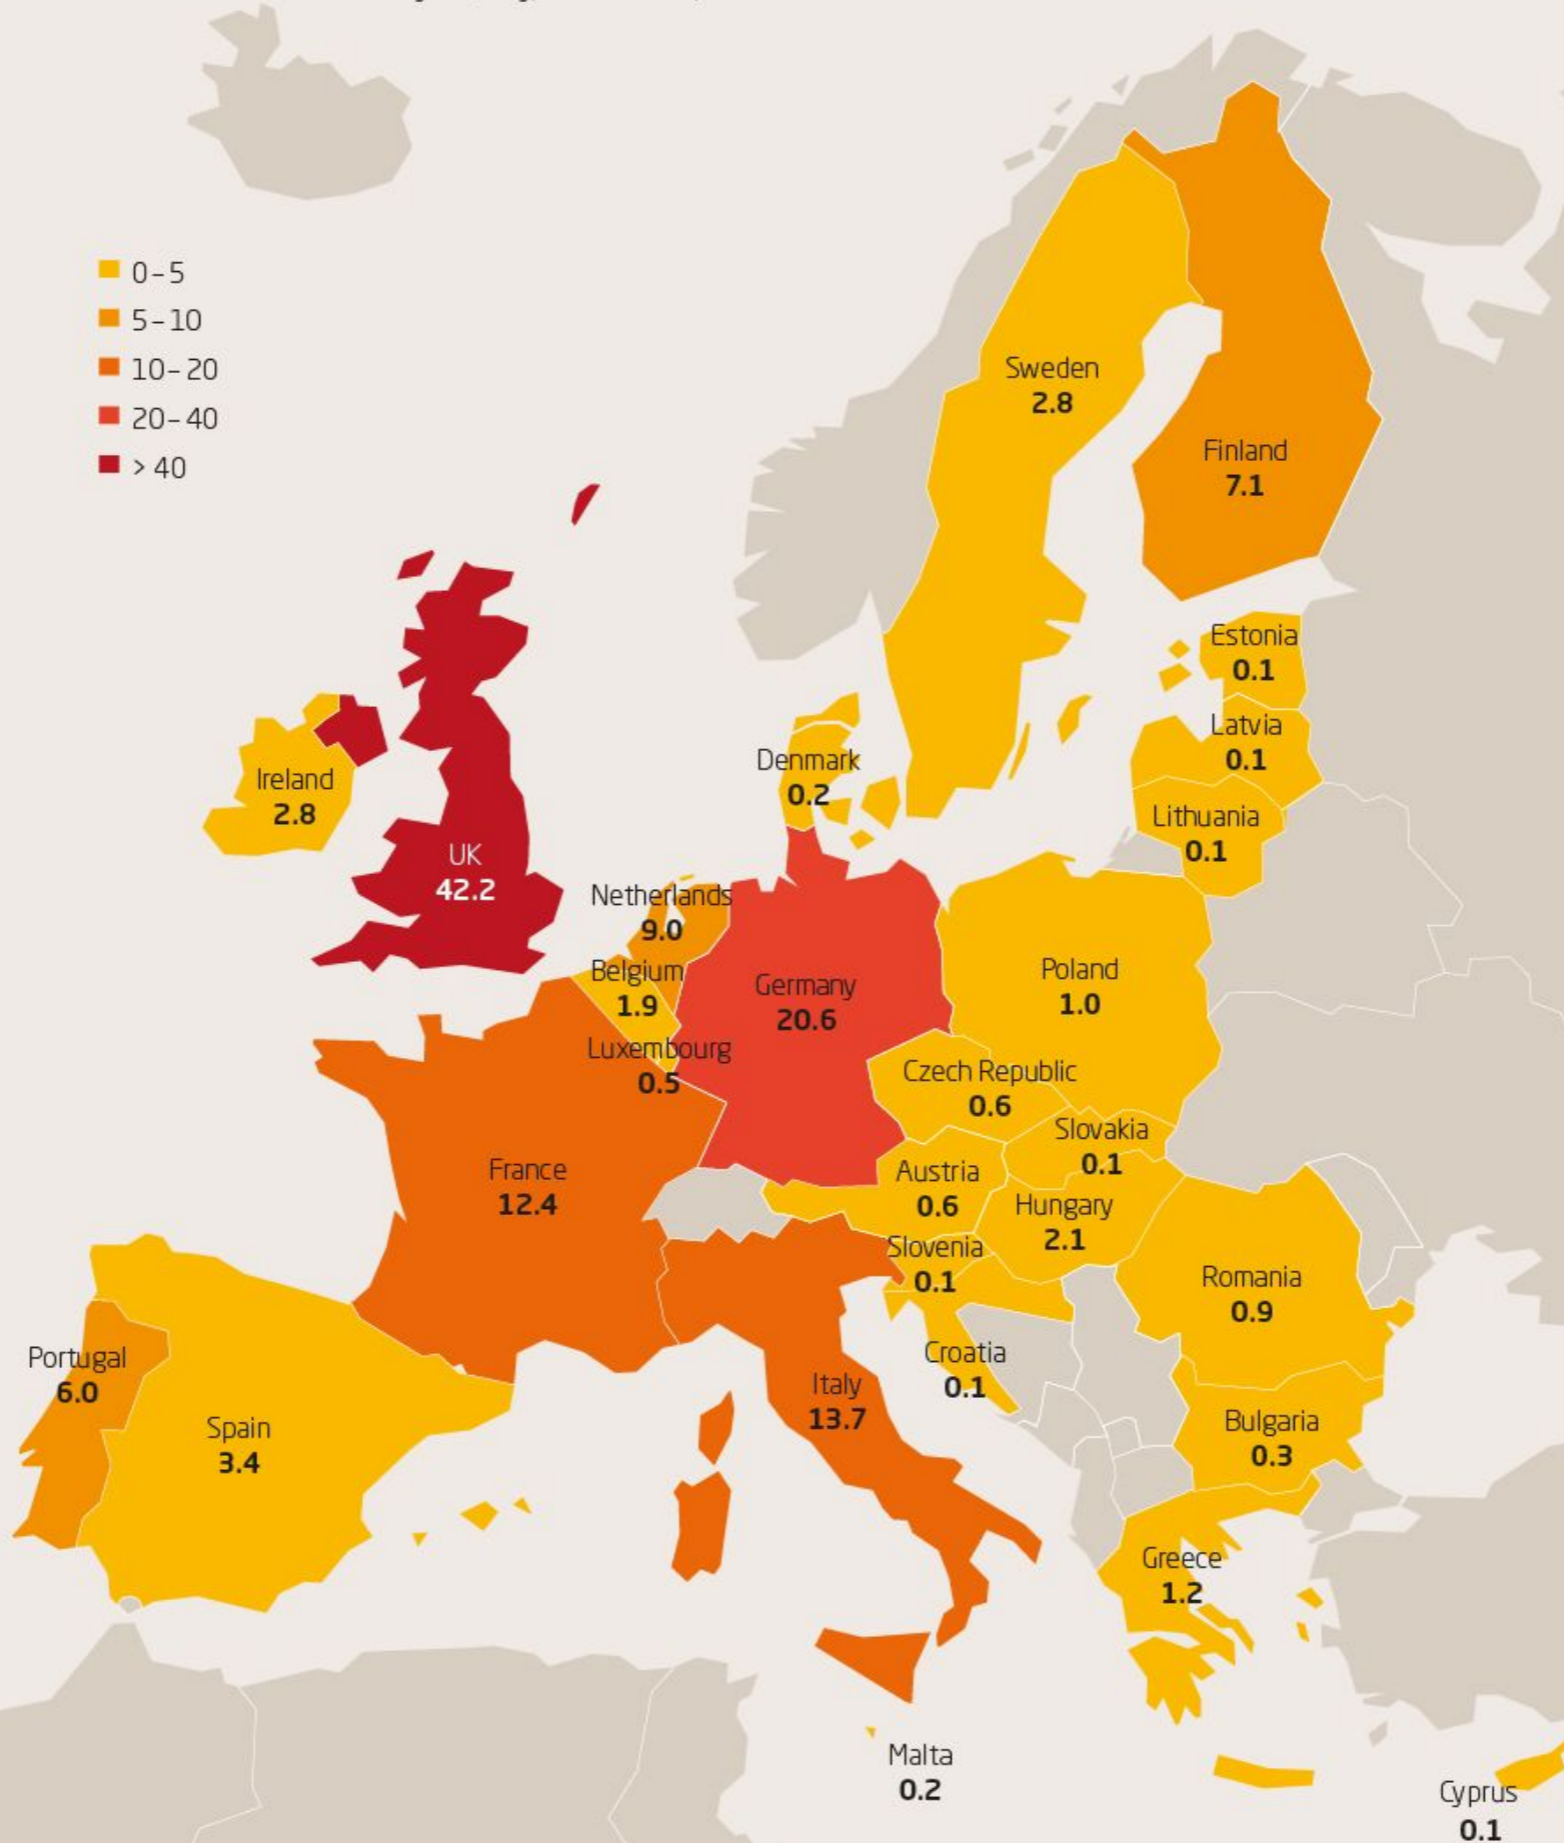 0–5
5–10
10–20
20–40
> 40
Sweden
2.8
Finland
7.1
Estonia
0.1
Latvia
0.1
Lithuania
0.1
Denmark
0.2
Ireland
2.8
UK
42.2
Netherlands
9.0
Belgium
1.9
Luxembourg
0.5
Germany
20.6
Poland
1.0
Czech Republic
0.6
Slovakia
0.1
Austria
0.6
Hungary
2.1
Slovenia
0.1
Romania
0.9
France
12.4
Croatia
0.1
Portugal
6.0
Spain
3.4
Italy
13.7
Bulgaria
0.3
Greece
1.2
Malta
0.2
Cyprus
0.1